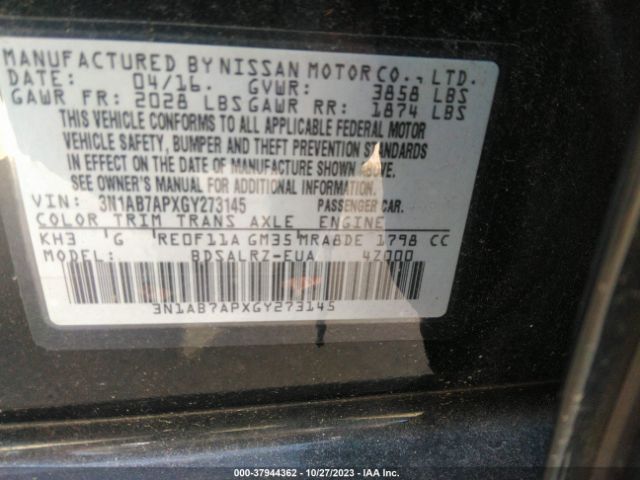 MANUFACTURED BY NISSAN MOTOR CO., LTD.
DATE: 04/16 GVWR: 3858 LBS
GAWR FR: 2028 LBS GAWR RR: 1874 LBS
THIS VEHICLE CONFORMS TO ALL APPLICABLE FEDERAL MOTOR
VEHICLE SAFETY, BUMPER AND THEFT PREVENTION STANDARDS
IN EFFECT ON THE DATE OF MANUFACTURE SHOWN ABOVE.
SEE OWNER'S MANUAL FOR ADDITIONAL INFORMATION.
VIN: 3N1AB7APXGY273145 PASSENGER CAR.
COLOR TRIM TRANS AXLE ENGINE
KH3 G RE0F11A GM35 MRA8DE 1798 CC
MODEL: BDSALRZ-EUA 4Z000
3N1AB7APXGY273145
000-37944362 | 10/27/2023 | IAA Inc.